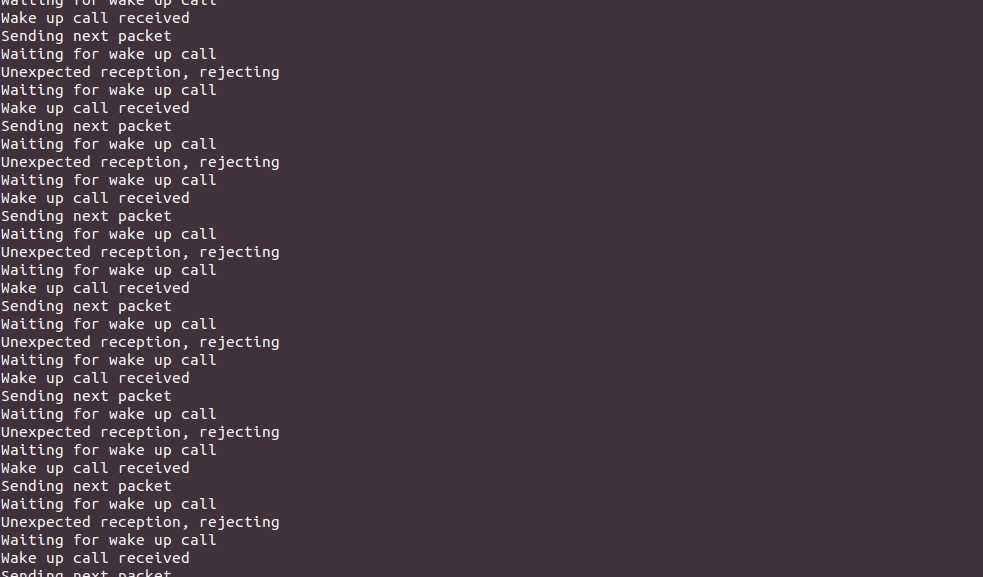 Waiting for wake up call
Wake up call received
Sending next packet
Waiting for wake up call
Unexpected reception, rejecting
Waiting for wake up call
Wake up call received
Sending next packet
Waiting for wake up call
Unexpected reception, rejecting
Waiting for wake up call
Wake up call received
Sending next packet
Waiting for wake up call
Unexpected reception, rejecting
Waiting for wake up call
Wake up call received
Sending next packet
Waiting for wake up call
Unexpected reception, rejecting
Waiting for wake up call
Wake up call received
Sending next packet
Waiting for wake up call
Unexpected reception, rejecting
Waiting for wake up call
Wake up call received
Sending next packet
Waiting for wake up call
Unexpected reception, rejecting
Waiting for wake up call
Wake up call received
Sending next packet